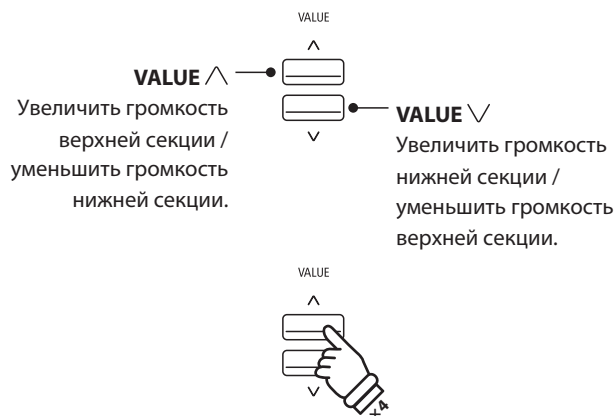 VALUE
VALUE ∧
Увеличить громкость
верхней секции /
уменьшить громкость
нижней секции.
VALUE ∨
Увеличить громкость
нижней секции /
уменьшить громкость
верхней секции.
VALUE
×4